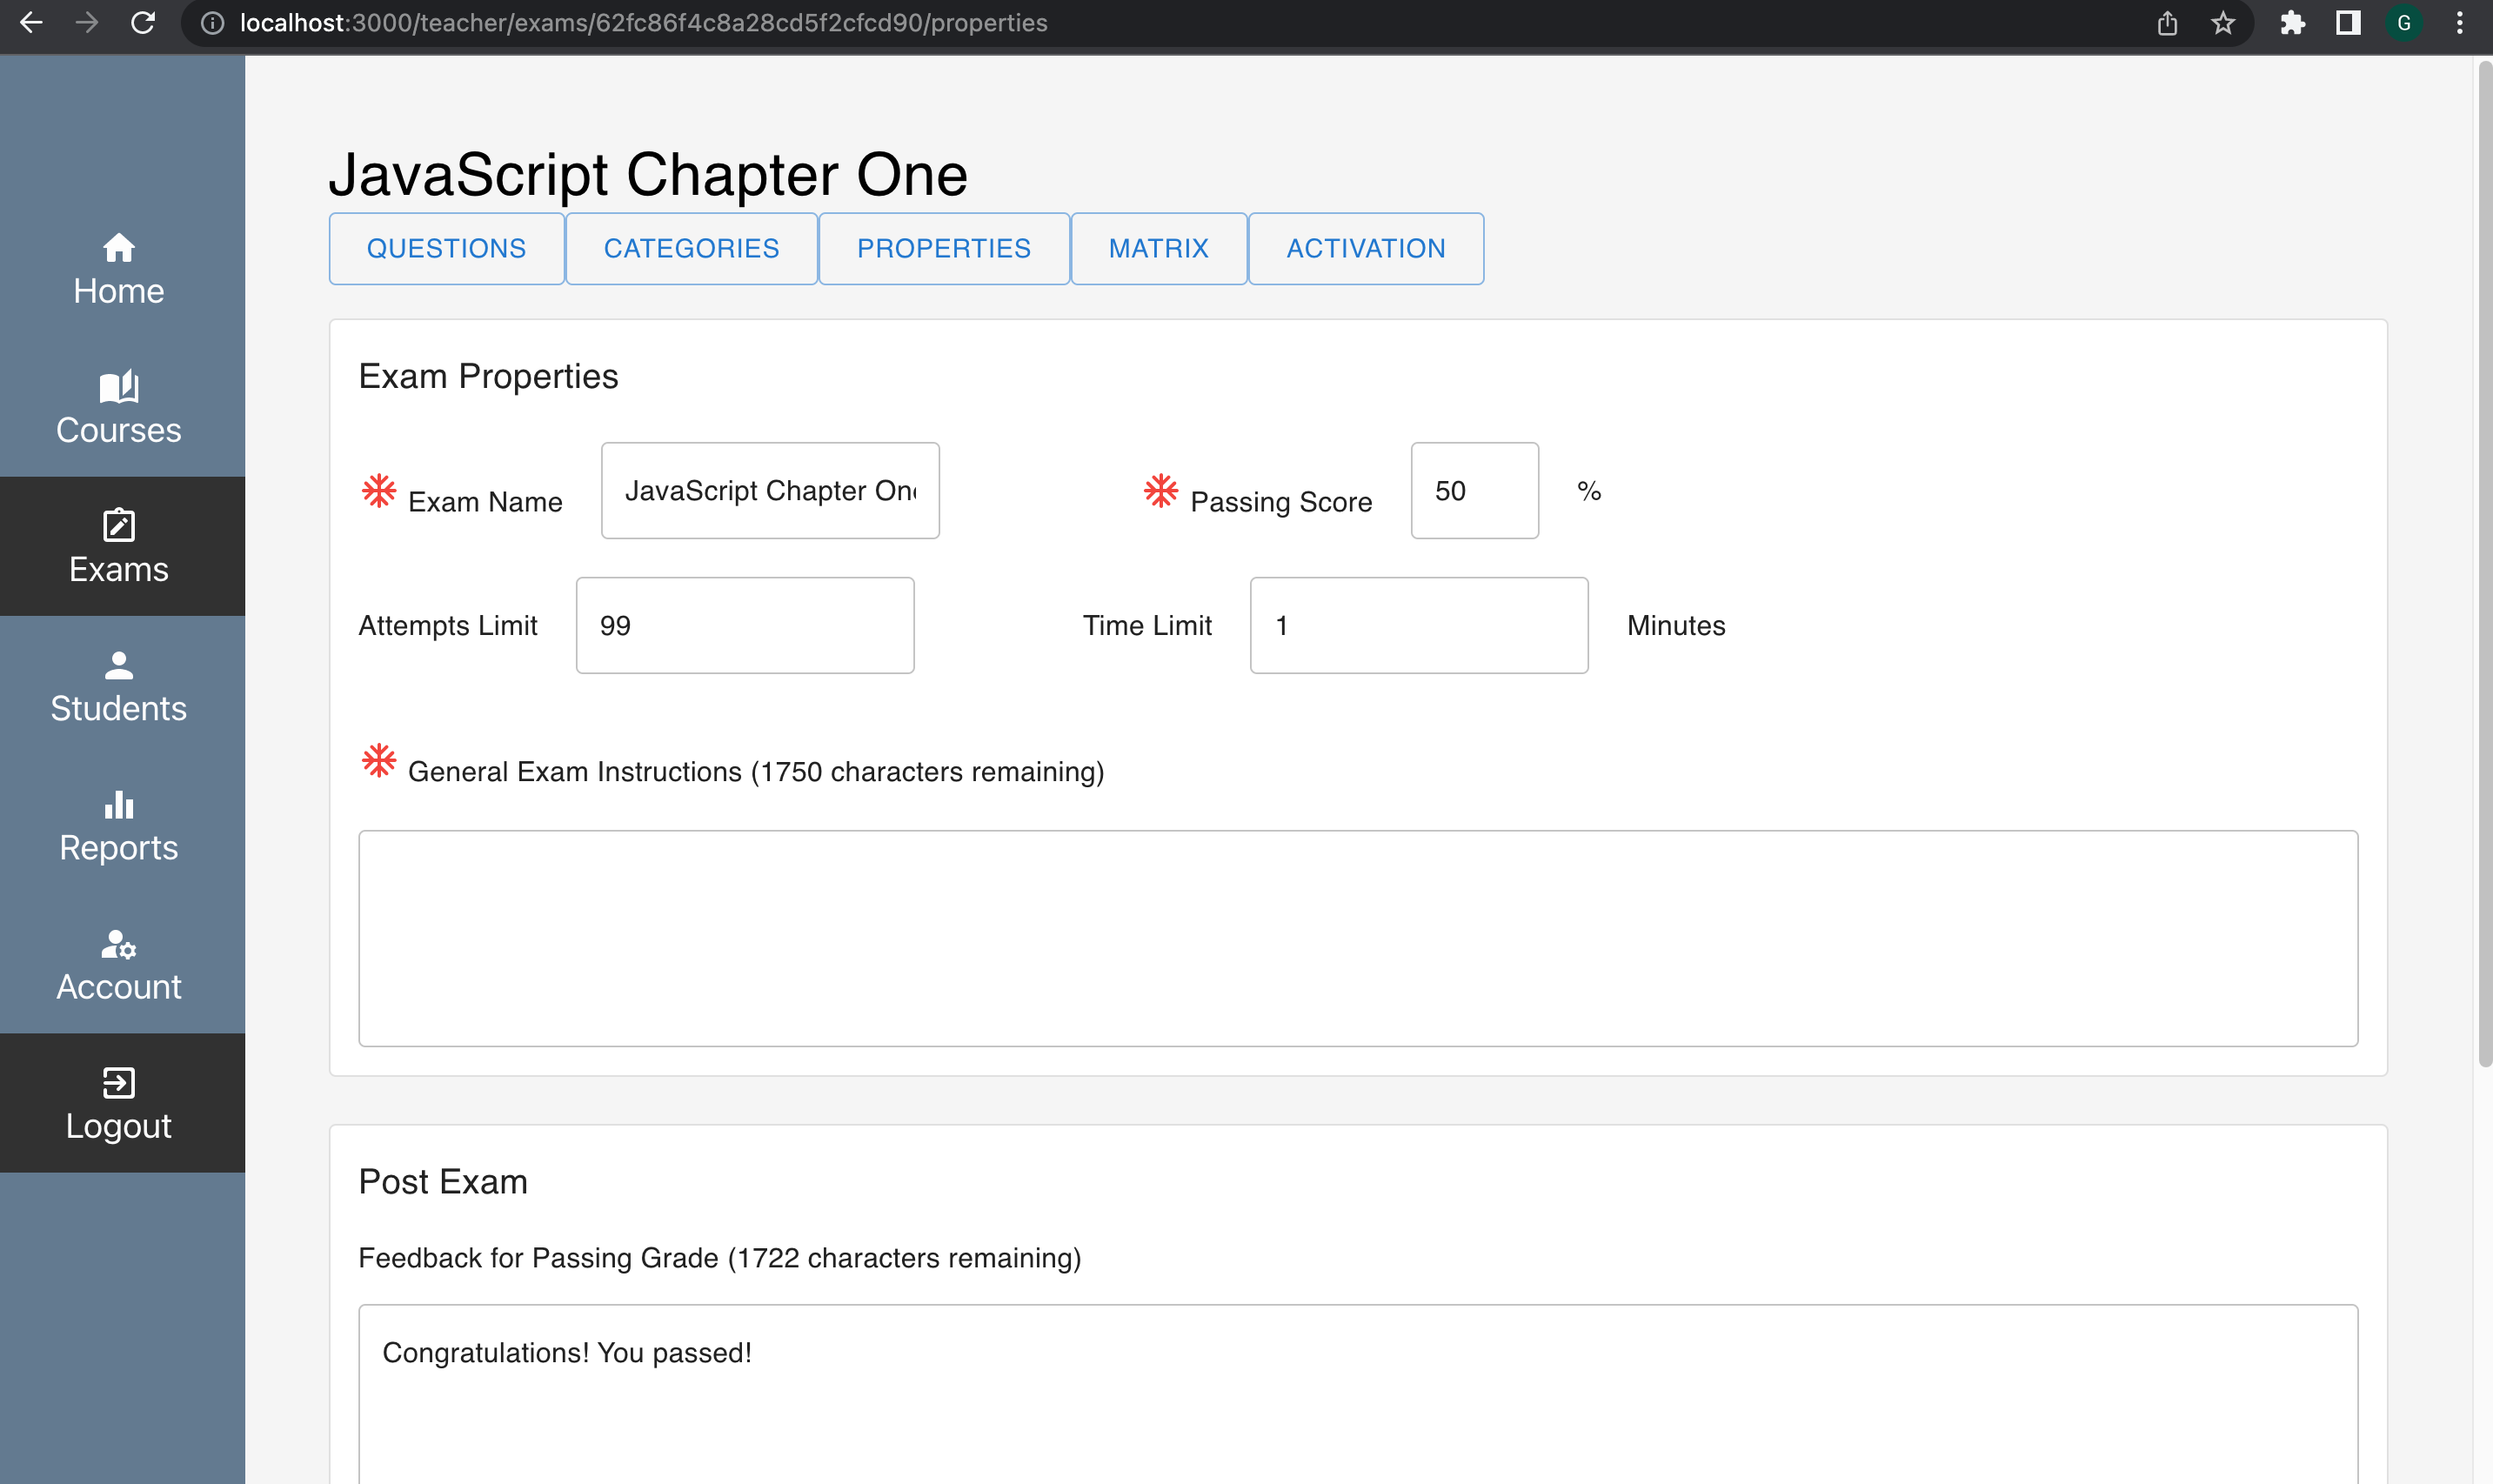 localhost:3000/teacher/exams/62fc86f4c8a28cd5f2cfcd90/properties
G
Home
Courses
Exams
Students
Reports
Account
Logout
JavaScript Chapter One
QUESTIONS CATEGORIES PROPERTIES MATRIX ACTIVATION
Exam Properties
Exam Name JavaScript Chapter One Passing Score 50 %
Attempts Limit 99 Time Limit 1 Minutes
General Exam Instructions (1750 characters remaining)
Post Exam
Feedback for Passing Grade (1722 characters remaining)
Congratulations! You passed!